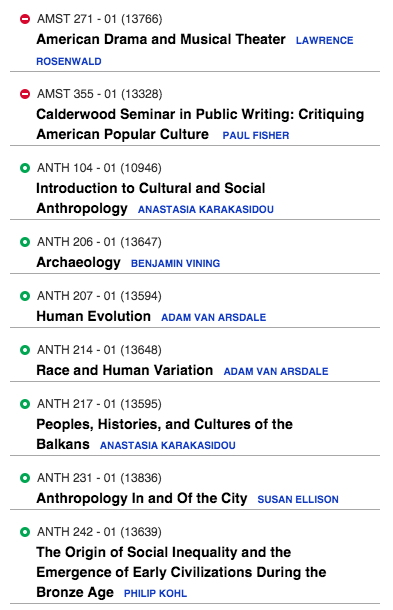 AMST 271 - 01 (13766)
American Drama and Musical Theater LAWRENCE
ROSENWALD
AMST 355 - 01 (13328)
Calderwood Seminar in Public Writing: Critiquing
American Popular Culture PAUL FISHER
ANTH 104 - 01 (10946)
Introduction to Cultural and Social
Anthropology ANASTASIA KARAKASIDOU
ANTH 206 - 01 (13647)
Archaeology BENJAMIN VINING
ANTH 207 - 01 (13594)
Human Evolution ADAM VAN ARSDALE
ANTH 214 - 01 (13648)
Race and Human Variation ADAM VAN ARSDALE
ANTH 217 - 01 (13595)
Peoples, Histories, and Cultures of the
Balkans ANASTASIA KARAKASIDOU
ANTH 231 - 01 (13836)
Anthropology In and Of the City SUSAN ELLISON
ANTH 242 - 01 (13639)
The Origin of Social Inequality and the
Emergence of Early Civilizations During the
Bronze Age PHILIP KOHL